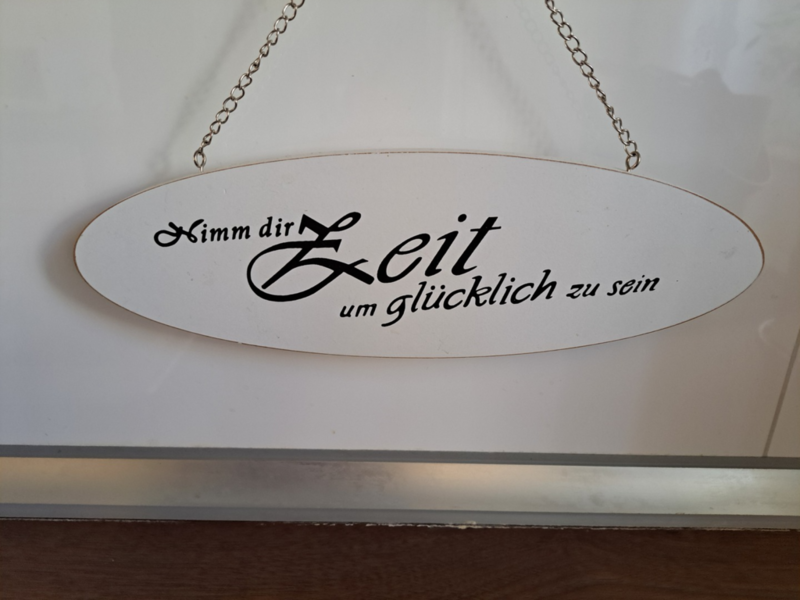 Nimm dir Zeit
um glücklich zu sein